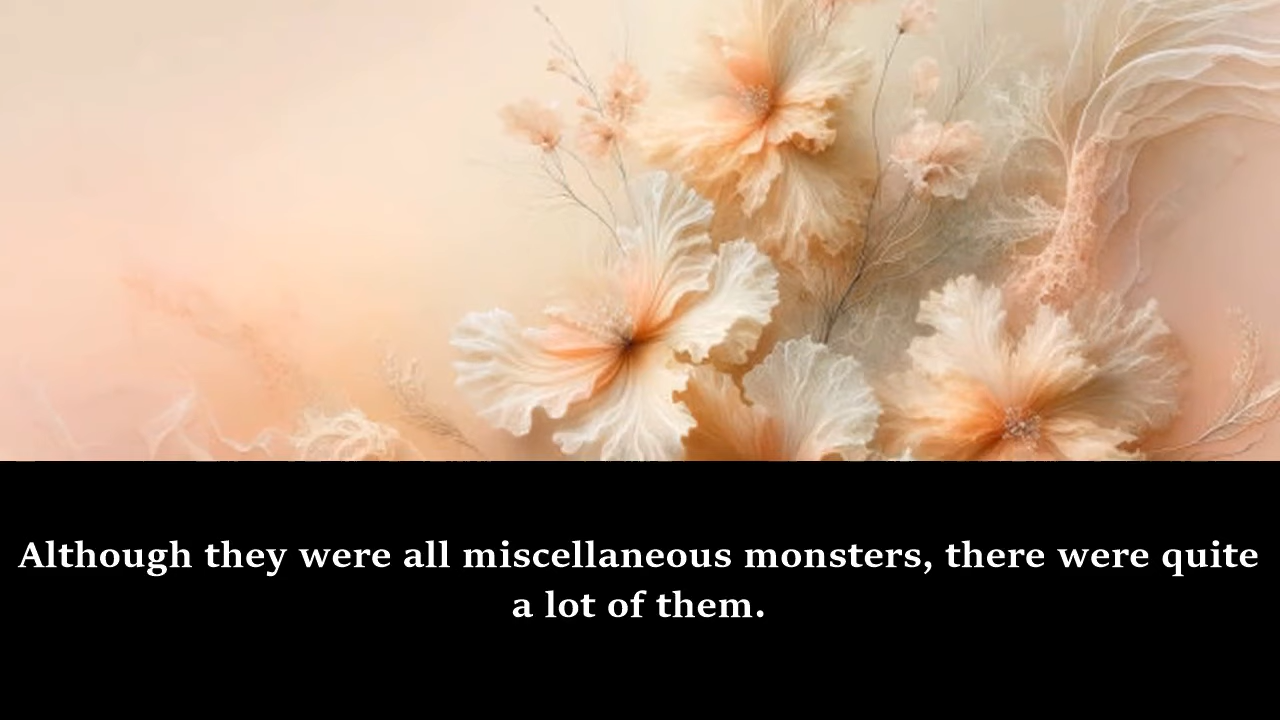 Although they were all miscellaneous monsters, there were quite
a lot of them.